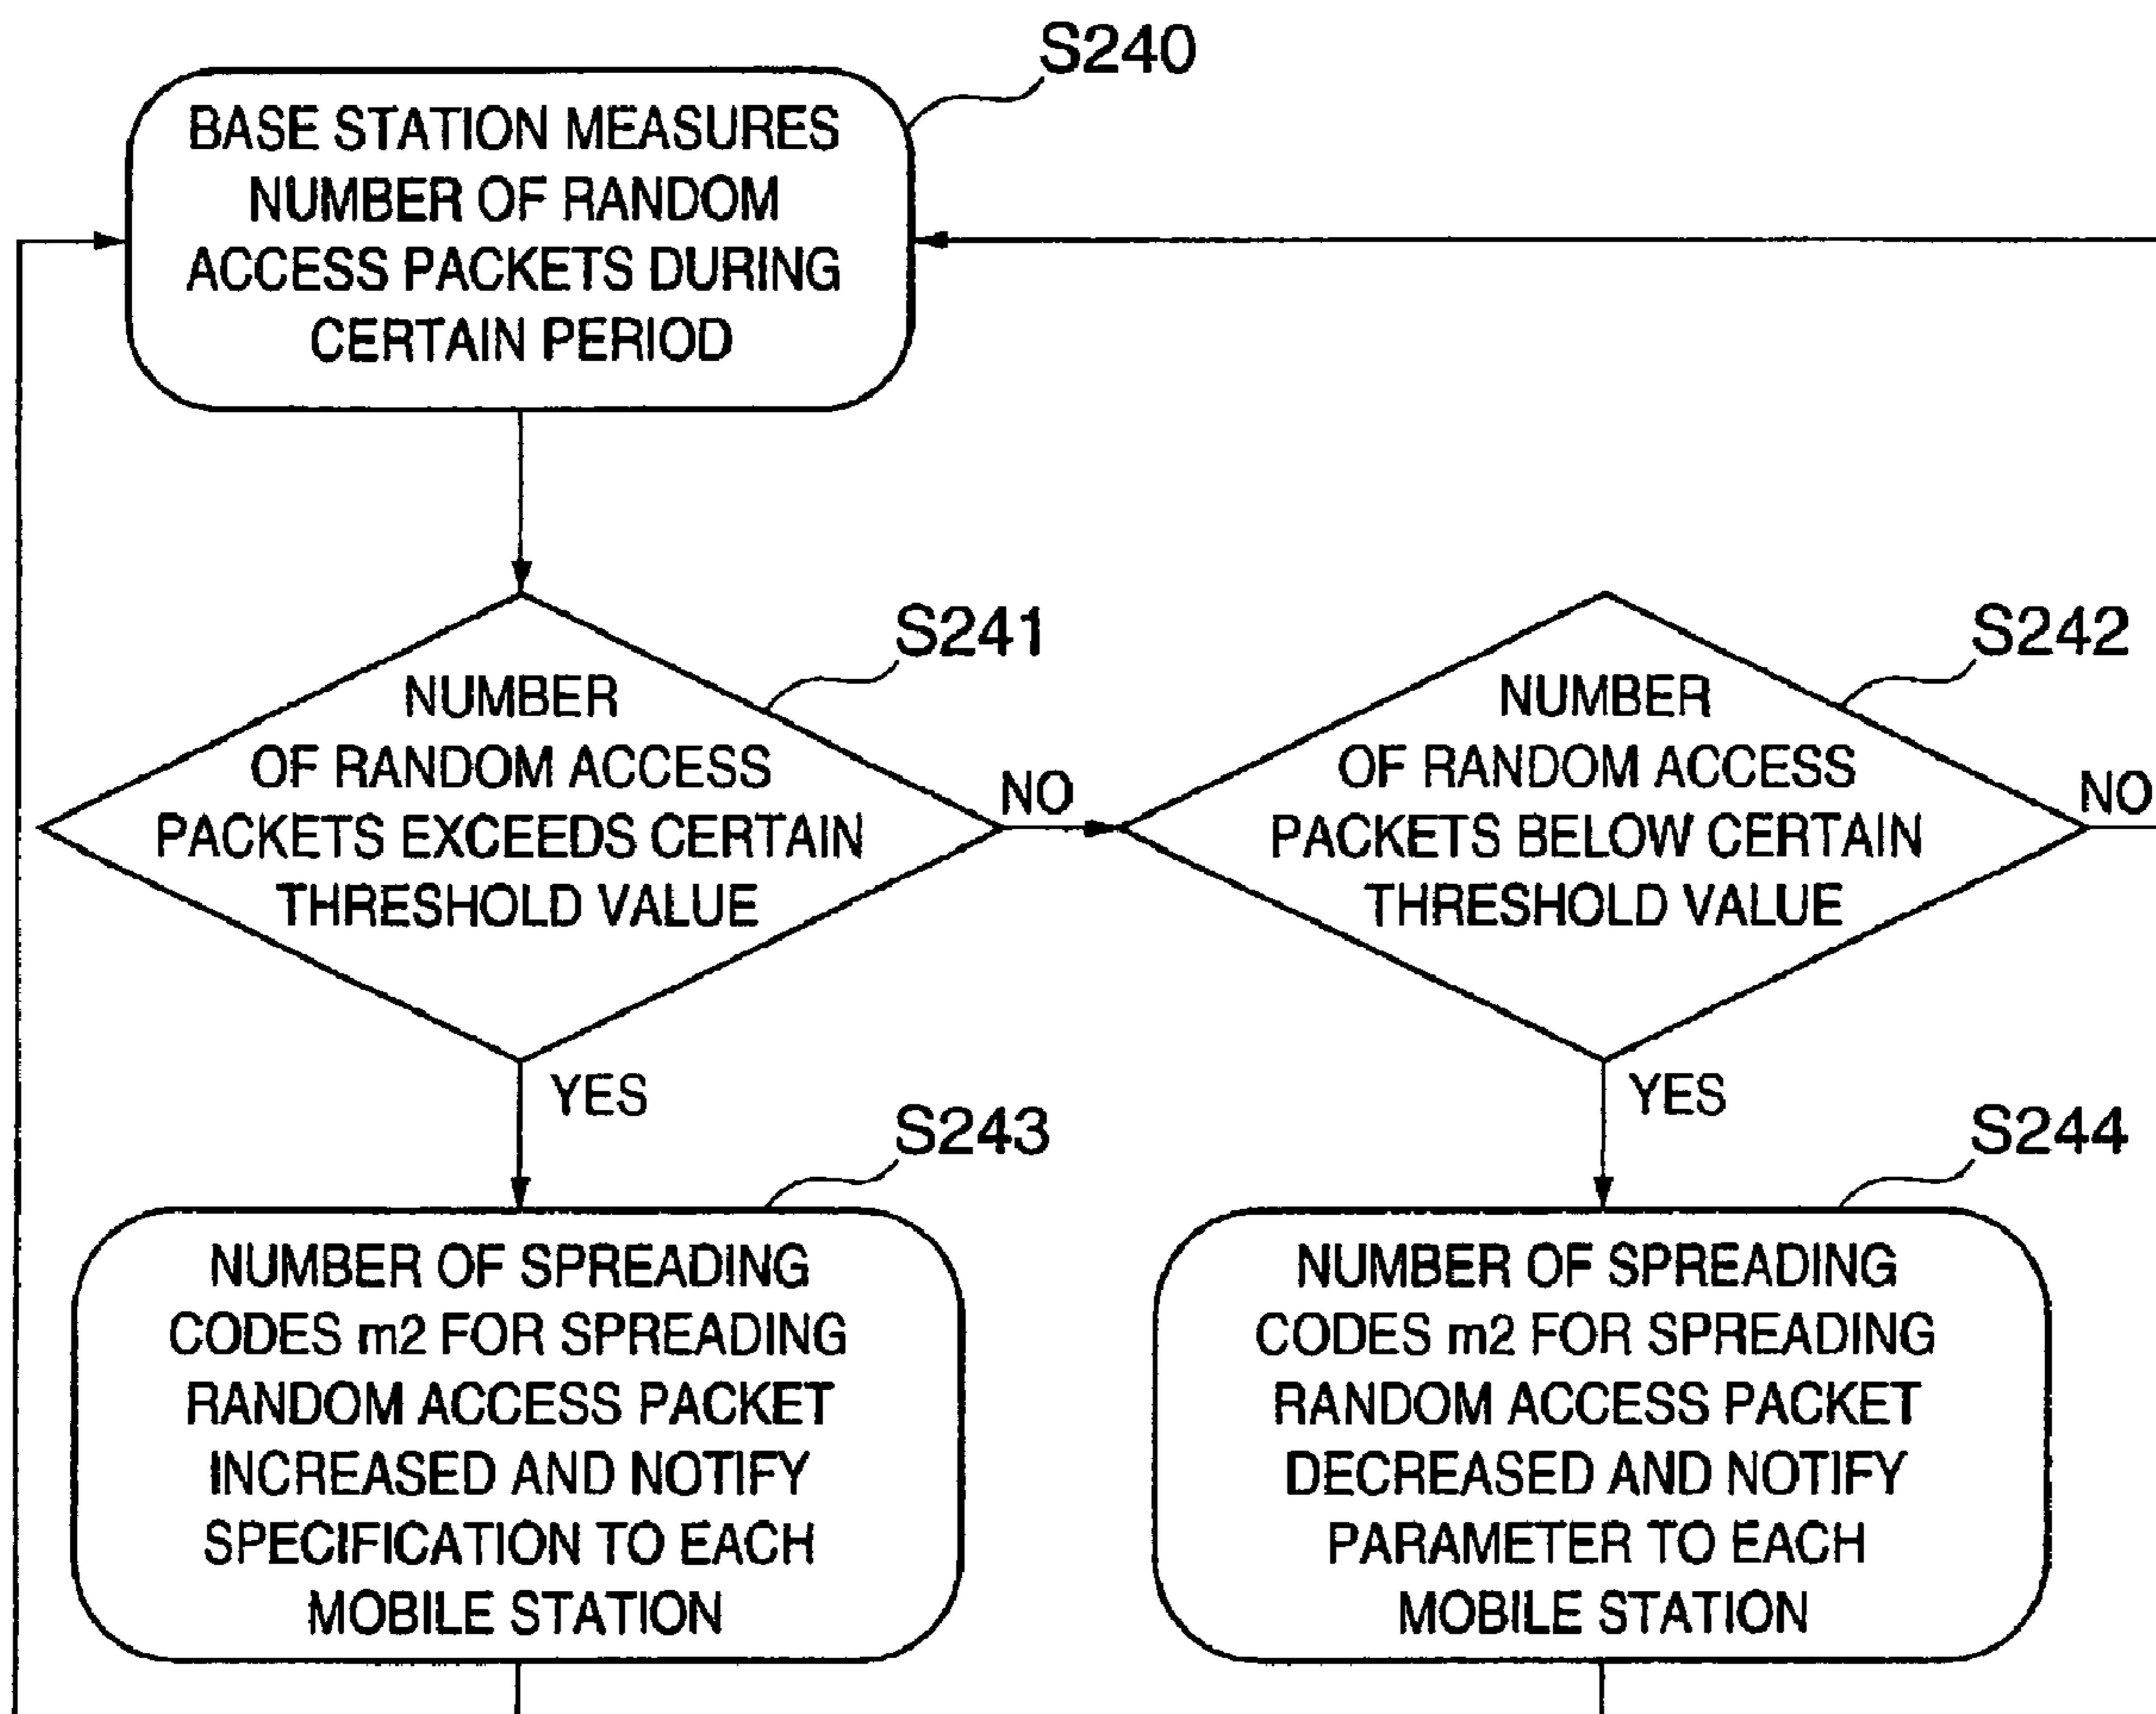 S240
BASE STATION MEASURES
NUMBER OF RANDOM
ACCESS PACKETS DURING
CERTAIN PERIOD
S241
NUMBER
OF RANDOM ACCESS
PACKETS EXCEEDS CERTAIN
THRESHOLD VALUE
NO
YES
S242
NUMBER
OF RANDOM ACCESS
PACKETS BELOW CERTAIN
THRESHOLD VALUE
NO
YES
S243
NUMBER OF SPREADING
CODES m2 FOR SPREADING
RANDOM ACCESS PACKET
INCREASED AND NOTIFY
SPECIFICATION TO EACH
MOBILE STATION
S244
NUMBER OF SPREADING
CODES m2 FOR SPREADING
RANDOM ACCESS PACKET
DECREASED AND NOTIFY
PARAMETER TO EACH
MOBILE STATION